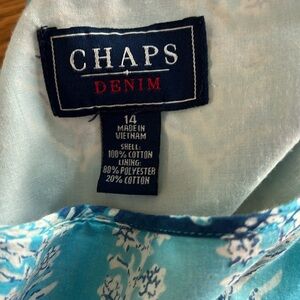 CHAPS
DENIM
14
MADE IN
VIETNAM
SHELL:
100% COTTON
LINING:
80% POLYESTER
20% COTTON